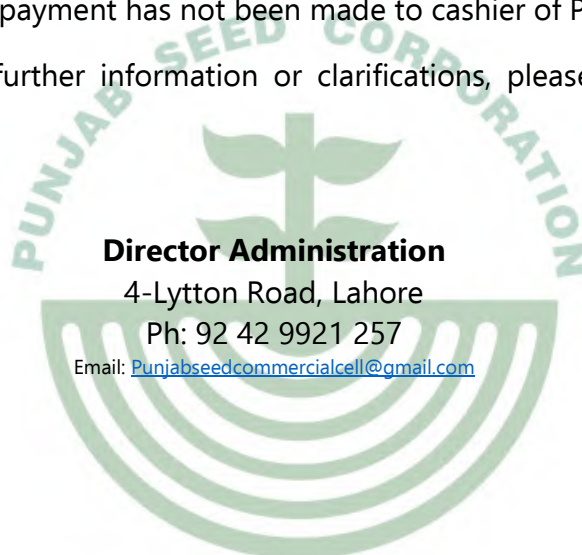 payment has not been made to cashier of P
further information or clarifications, please
PUNJAB SEED CORPORATION
Director Administration
4-Lytton Road, Lahore
Ph: 92 42 9921 257
Email: Punjabseedcommercialcell@gmail.com